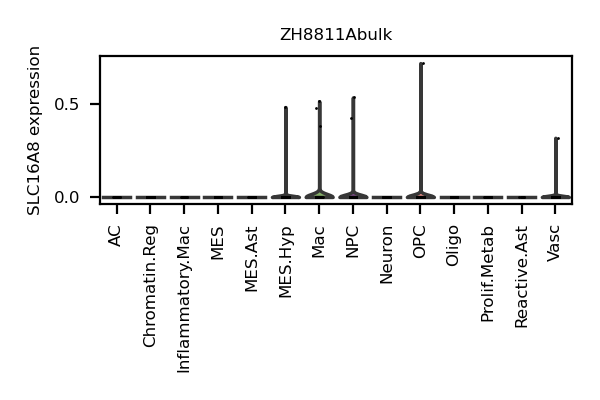 ZH8811Abulk
SLC16A8 expression
0.5
0.0
AC
Chromatin.Reg
Inflammatory.Mac
MES
MES.Ast
MES.Hyp
Mac
NPC
Neuron
OPC
Oligo
Prolif.Metab
Reactive.Ast
Vasc